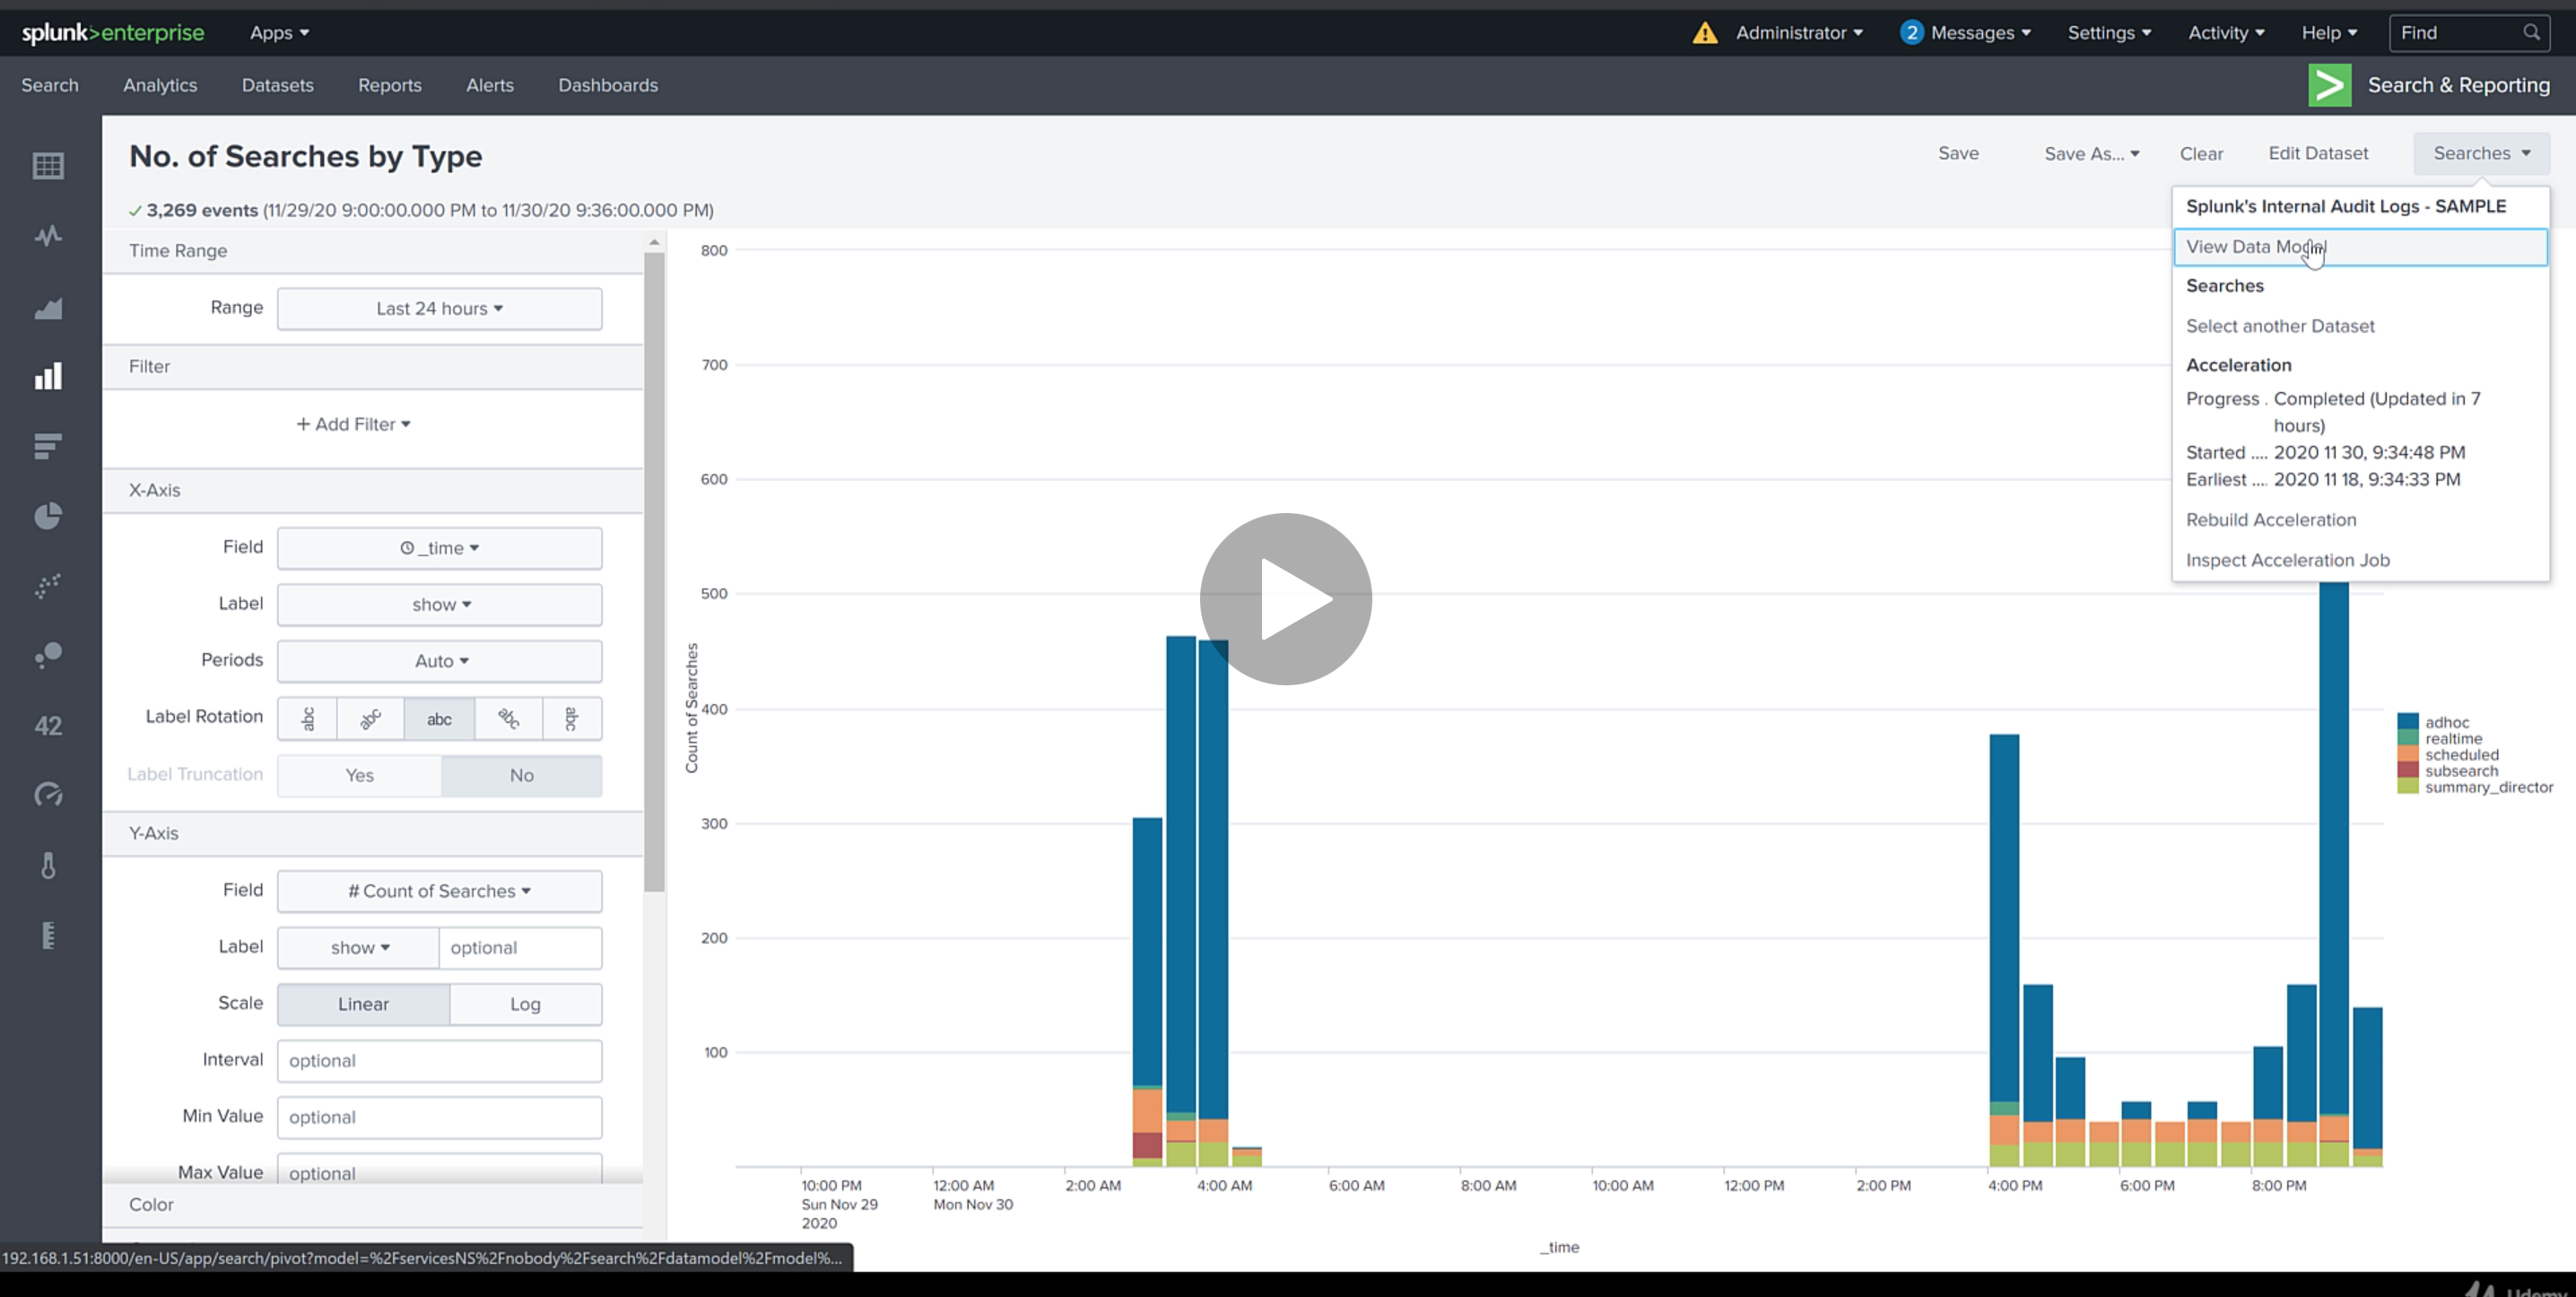 splunk>enterprise Apps Administrator 2 Messages Settings Activity Help Find
Search Analytics Datasets Reports Alerts Dashboards Search & Reporting
No. of Searches by Type
Save Save As... Clear Edit Dataset Searches
3,269 events (11/29/20 9:00:00.000 PM to 11/30/20 9:36:00.000 PM)
Time Range
Range Last 24 hours
Filter
+ Add Filter
X-Axis
Field _time
Label show
Periods Auto
Label Rotation abc abc abc abc abc
Label Truncation Yes No
Y-Axis
Field # Count of Searches
Label show optional
Scale Linear Log
Interval optional
Min Value optional
Max Value optional
Color
42
Splunk's Internal Audit Logs - SAMPLE
View Data Model
Searches
Select another Dataset
Acceleration
Progress . Completed (Updated in 7
hours)
Started .... 2020 11 30, 9:34:48 PM
Earliest .... 2020 11 18, 9:34:33 PM
Rebuild Acceleration
Inspect Acceleration Job
800
700
600
500
400
300
200
100
Count of Searches
adhoc
realtime
scheduled
subsearch
summary_director
10:00 PM 12:00 AM 2:00 AM 4:00 AM 6:00 AM 8:00 AM 10:00 AM 12:00 PM 2:00 PM 4:00 PM 6:00 PM 8:00 PM
Sun Nov 29 Mon Nov 30
2020
_time
192.168.1.51:8000/en-US/app/search/pivot?model=%2FservicesNS%2Fnobody%2Fsearch%2Fdatamodel%2Fmodel%...
Udemy